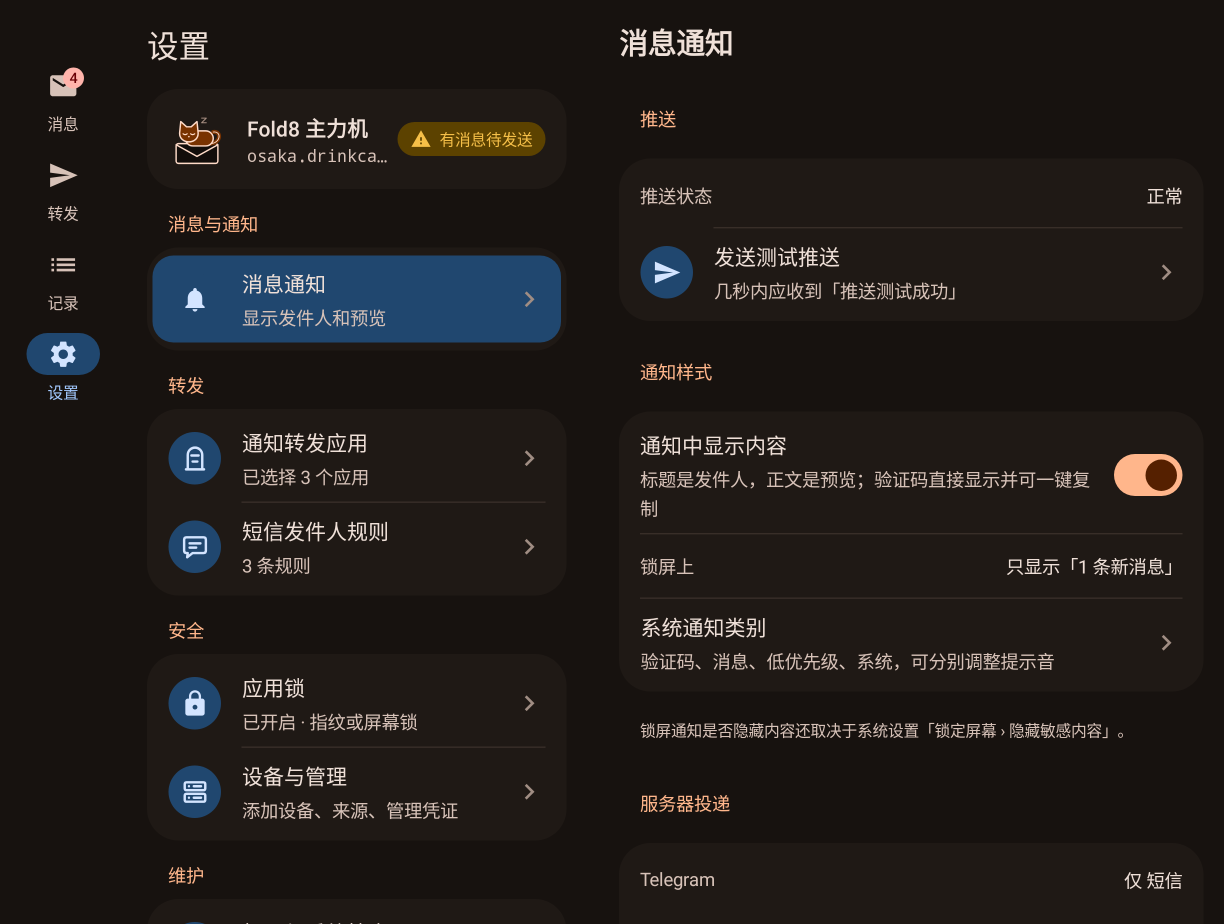 4
消息
转发
记录
设置
设置
z
Fold8 主力机
osaka.drinkca…
有消息待发送
消息与通知
消息通知
显示发件人和预览
转发
通知转发应用
已选择 3 个应用
短信发件人规则
3 条规则
安全
应用锁
已开启 · 指纹或屏幕锁
设备与管理
添加设备、来源、管理凭证
维护
消息通知
推送
推送状态
正常
发送测试推送
几秒内应收到「推送测试成功」
通知样式
通知中显示内容
标题是发件人，正文是预览；验证码直接显示并可一键复
制
锁屏上
只显示「1 条新消息」
系统通知类别
验证码、消息、低优先级、系统，可分别调整提示音
锁屏通知是否隐藏内容还取决于系统设置「锁定屏幕 › 隐藏敏感内容」。
服务器投递
Telegram
仅 短信